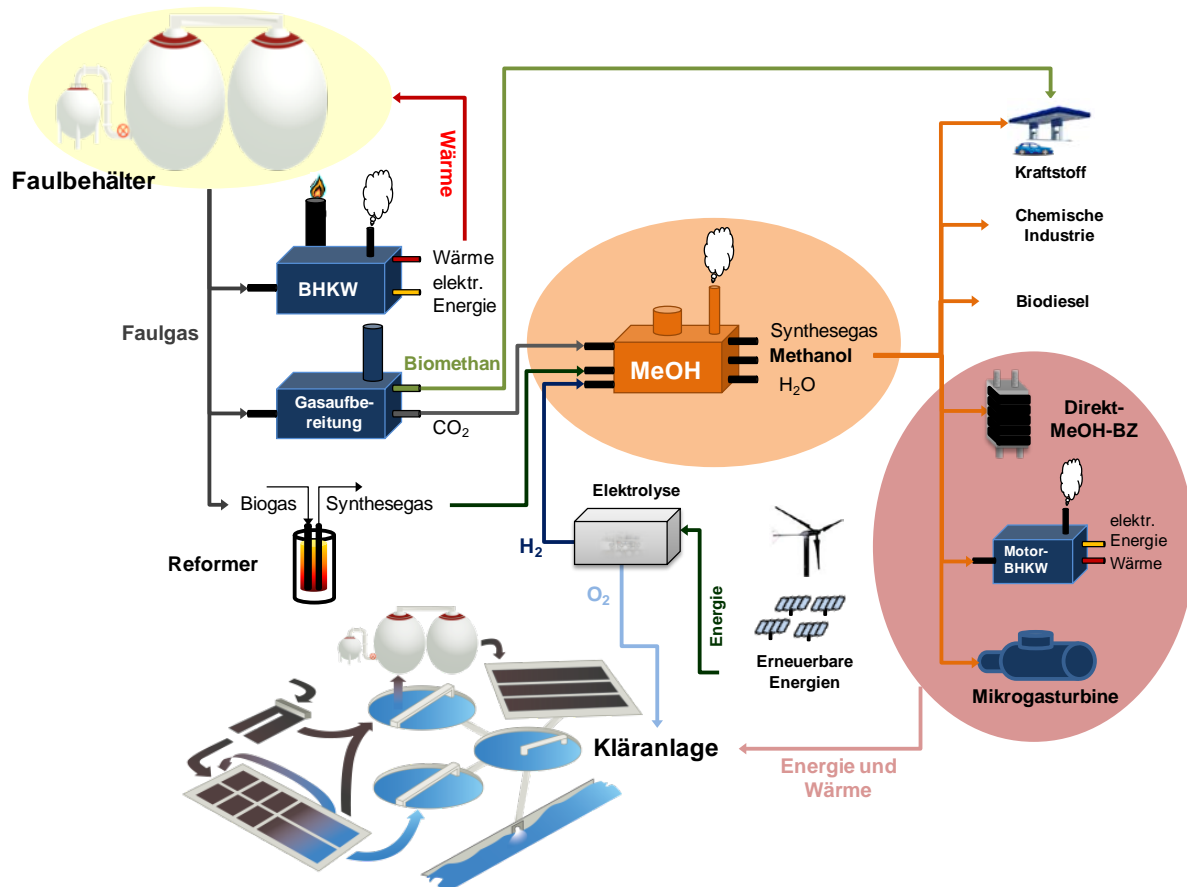 Faulbehälter
Wärme
BHKW
Wärme
elektr.
Energie
Faulgas
Biomethan
Gasaufbe-
reitung
CO₂
Biogas
Synthesegas
Reformer
MeOH
Synthesegas
Methanol
H₂O
Elektrolyse
H₂
O₂
Energie
Erneuerbare
Energien
Kraftstoff
Chemische
Industrie
Biodiesel
Direkt-
MeOH-BZ
Motor-
BHKW
elektr.
Energie
Wärme
Mikrogasturbine
Kläranlage
Energie und
Wärme